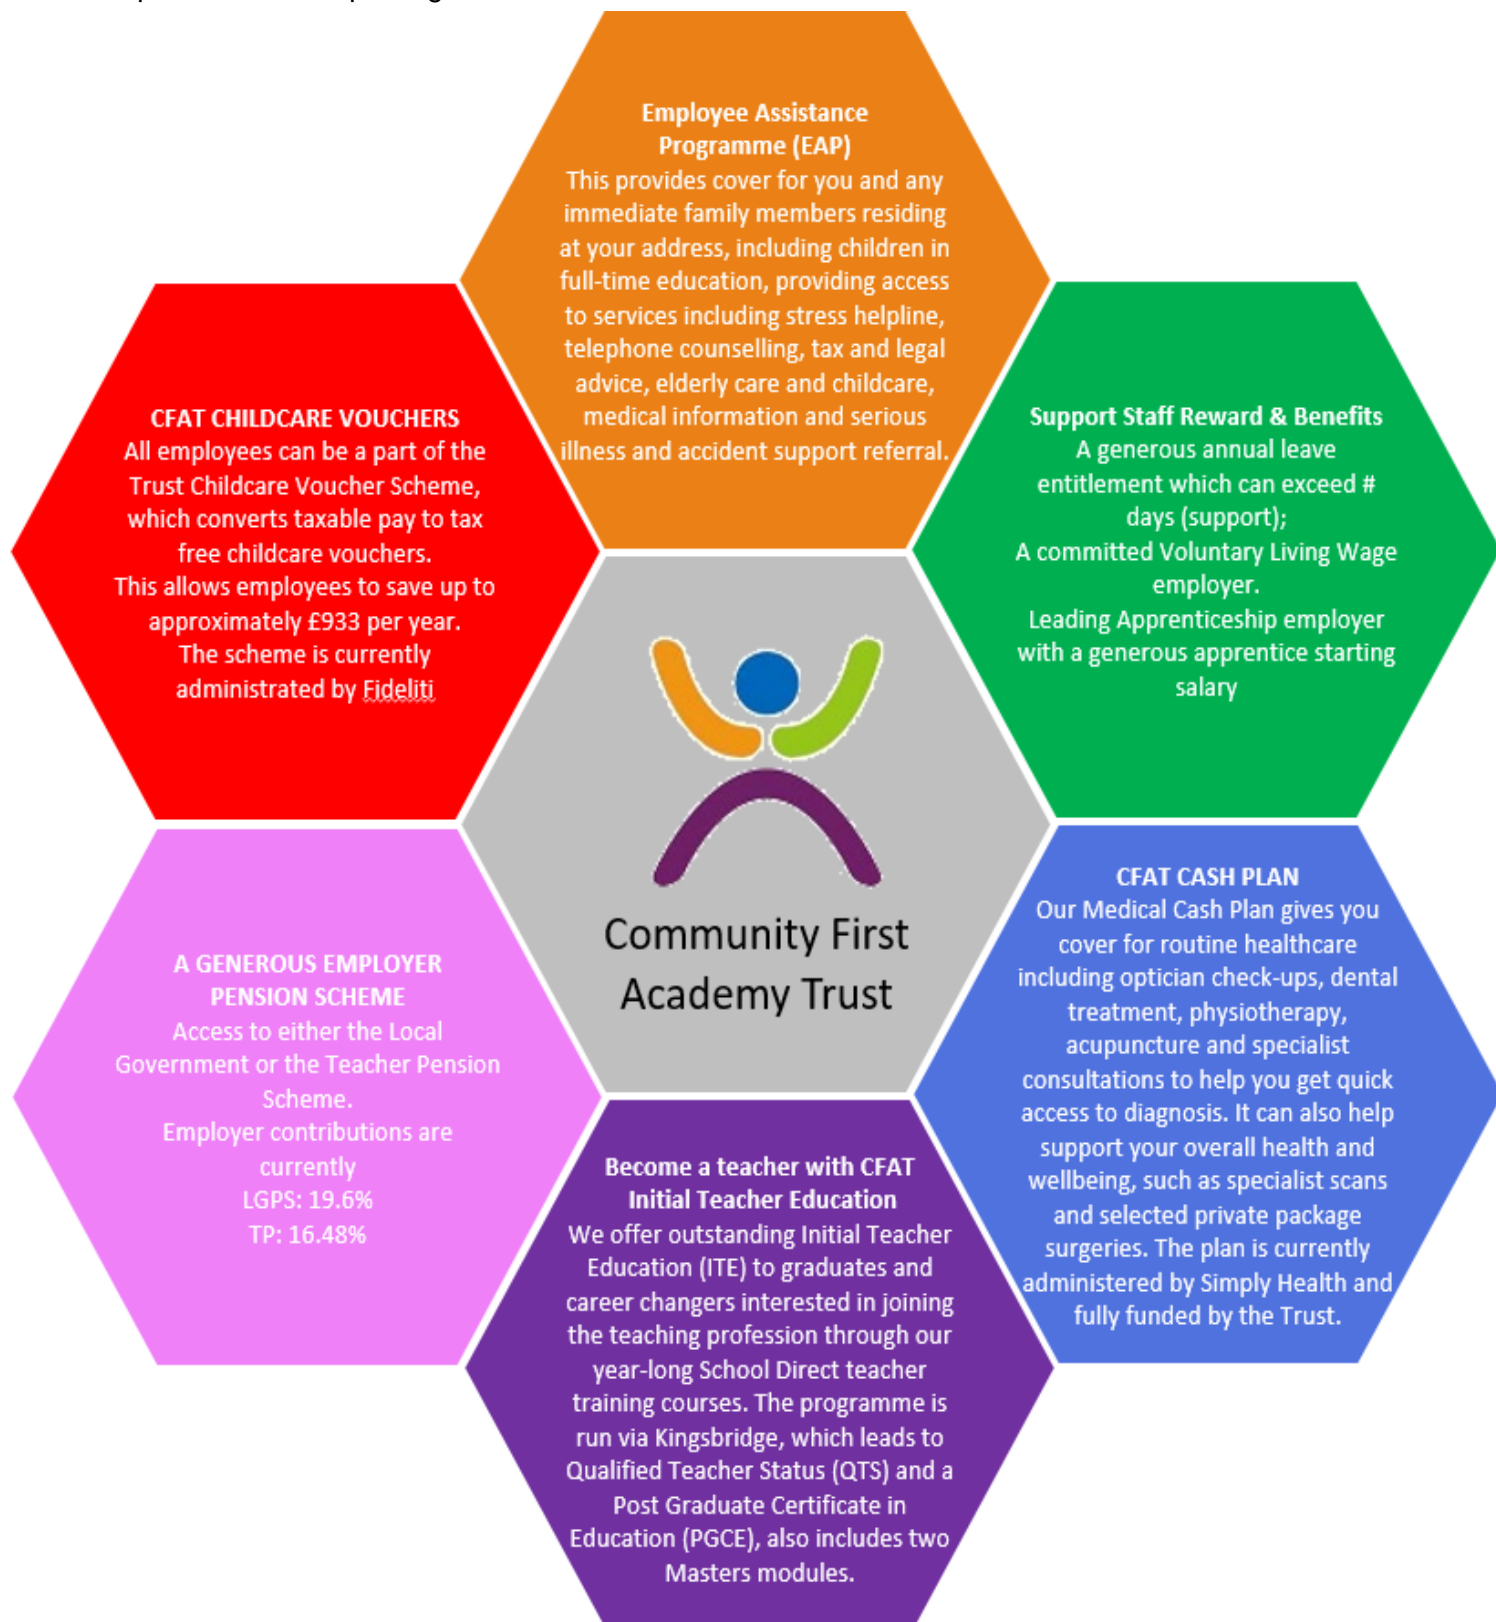 Employee Assistance
Programme (EAP)
This provides cover for you and any
immediate family members residing
at your address, including children in
full-time education, providing access
to services including stress helpline,
telephone counselling, tax and legal
advice, elderly care and childcare,
medical information and serious
illness and accident support referral.
CFAT CHILDCARE VOUCHERS
All employees can be a part of the
Trust Childcare Voucher Scheme,
which converts taxable pay to tax
free childcare vouchers.
This allows employees to save up to
approximately £933 per year.
The scheme is currently
administrated by Fideliti
Support Staff Reward & Benefits
A generous annual leave
entitlement which can exceed #
days (support);
A committed Voluntary Living Wage
employer.
Leading Apprenticeship employer
with a generous apprentice starting
salary
Community First
Academy Trust
A GENEROUS EMPLOYER
PENSION SCHEME
Access to either the Local
Government or the Teacher Pension
Scheme.
Employer contributions are
currently
LGPS: 19.6%
TP: 16.48%
CFAT CASH PLAN
Our Medical Cash Plan gives you
cover for routine healthcare
including optician check-ups, dental
treatment, physiotherapy,
acupuncture and specialist
consultations to help you get quick
access to diagnosis. It can also help
support your overall health and
wellbeing, such as specialist scans
and selected private package
surgeries. The plan is currently
administered by Simply Health and
fully funded by the Trust.
Become a teacher with CFAT
Initial Teacher Education
We offer outstanding Initial Teacher
Education (ITE) to graduates and
career changers interested in joining
the teaching profession through our
year-long School Direct teacher
training courses. The programme is
run via Kingsbridge, which leads to
Qualified Teacher Status (QTS) and a
Post Graduate Certificate in
Education (PGCE), also includes two
Masters modules.